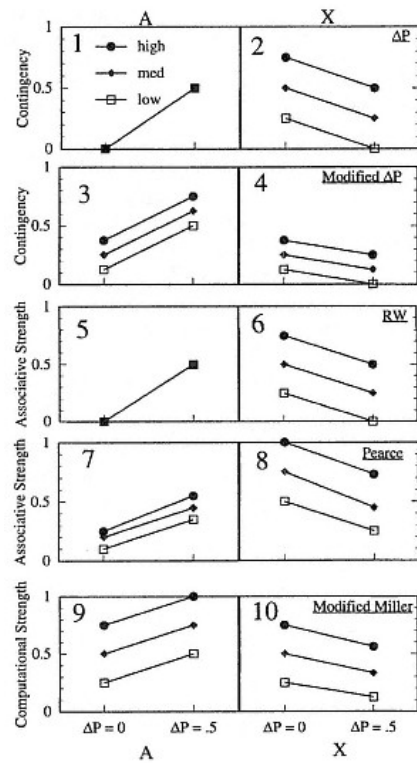 A X
1 high med low 1 2 ΔP
Contingency 0.5
0
3 4 Modified ΔP
Contingency 0.5
0
5 6 RW
Associative Strength 0.5
0
7 8 Pearce
Associative Strength 1
0.5
0
9 10 Modified Miller
Computational Strength 1
0.5
0
ΔP = 0 ΔP = .5 ΔP = 0 ΔP = .5
A X